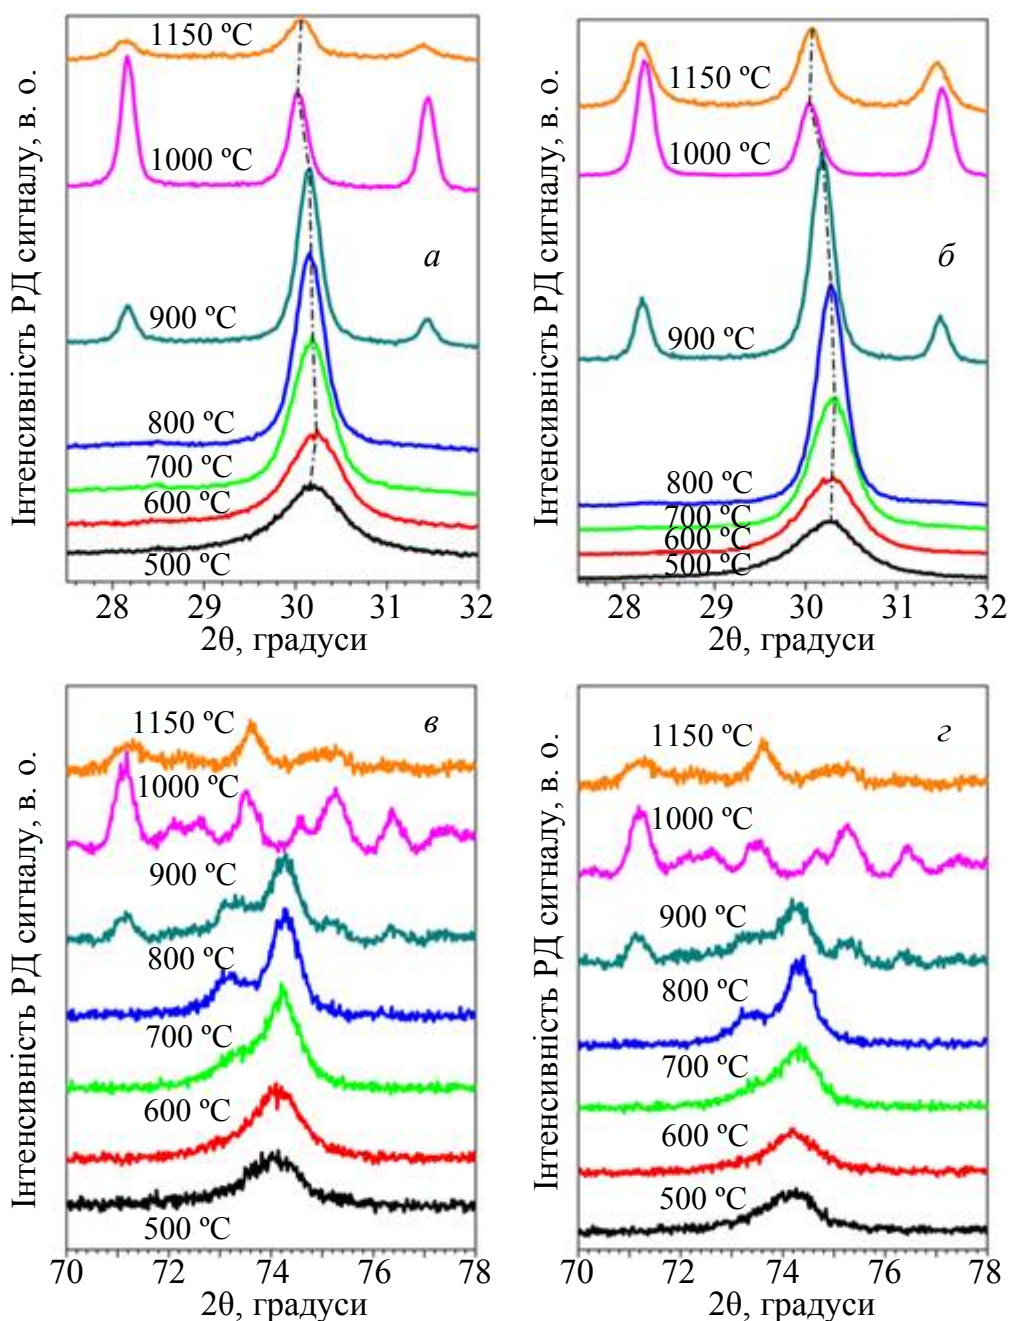 Інтенсивність РД сигналу, в. о.
1150 ºC
1000 ºC
а
900 ºC
800 ºC
700 ºC
600 ºC
500 ºC
28 29 30 31 32
2θ, градуси
Інтенсивність РД сигналу, в. о.
1150 ºC
1000 ºC
б
900 ºC
800 ºC
700 ºC
600 ºC
500 ºC
28 29 30 31 32
2θ, градуси
Інтенсивність РД сигналу, в. о.
1150 ºC
в
1000 ºC
900 ºC
800 ºC
700 ºC
600 ºC
500 ºC
70 72 74 76 78
2θ, градуси
Інтенсивність РД сигналу, в. о.
1150 ºC
г
1000 ºC
900 ºC
800 ºC
700 ºC
600 ºC
500 ºC
70 72 74 76 78
2θ, градуси